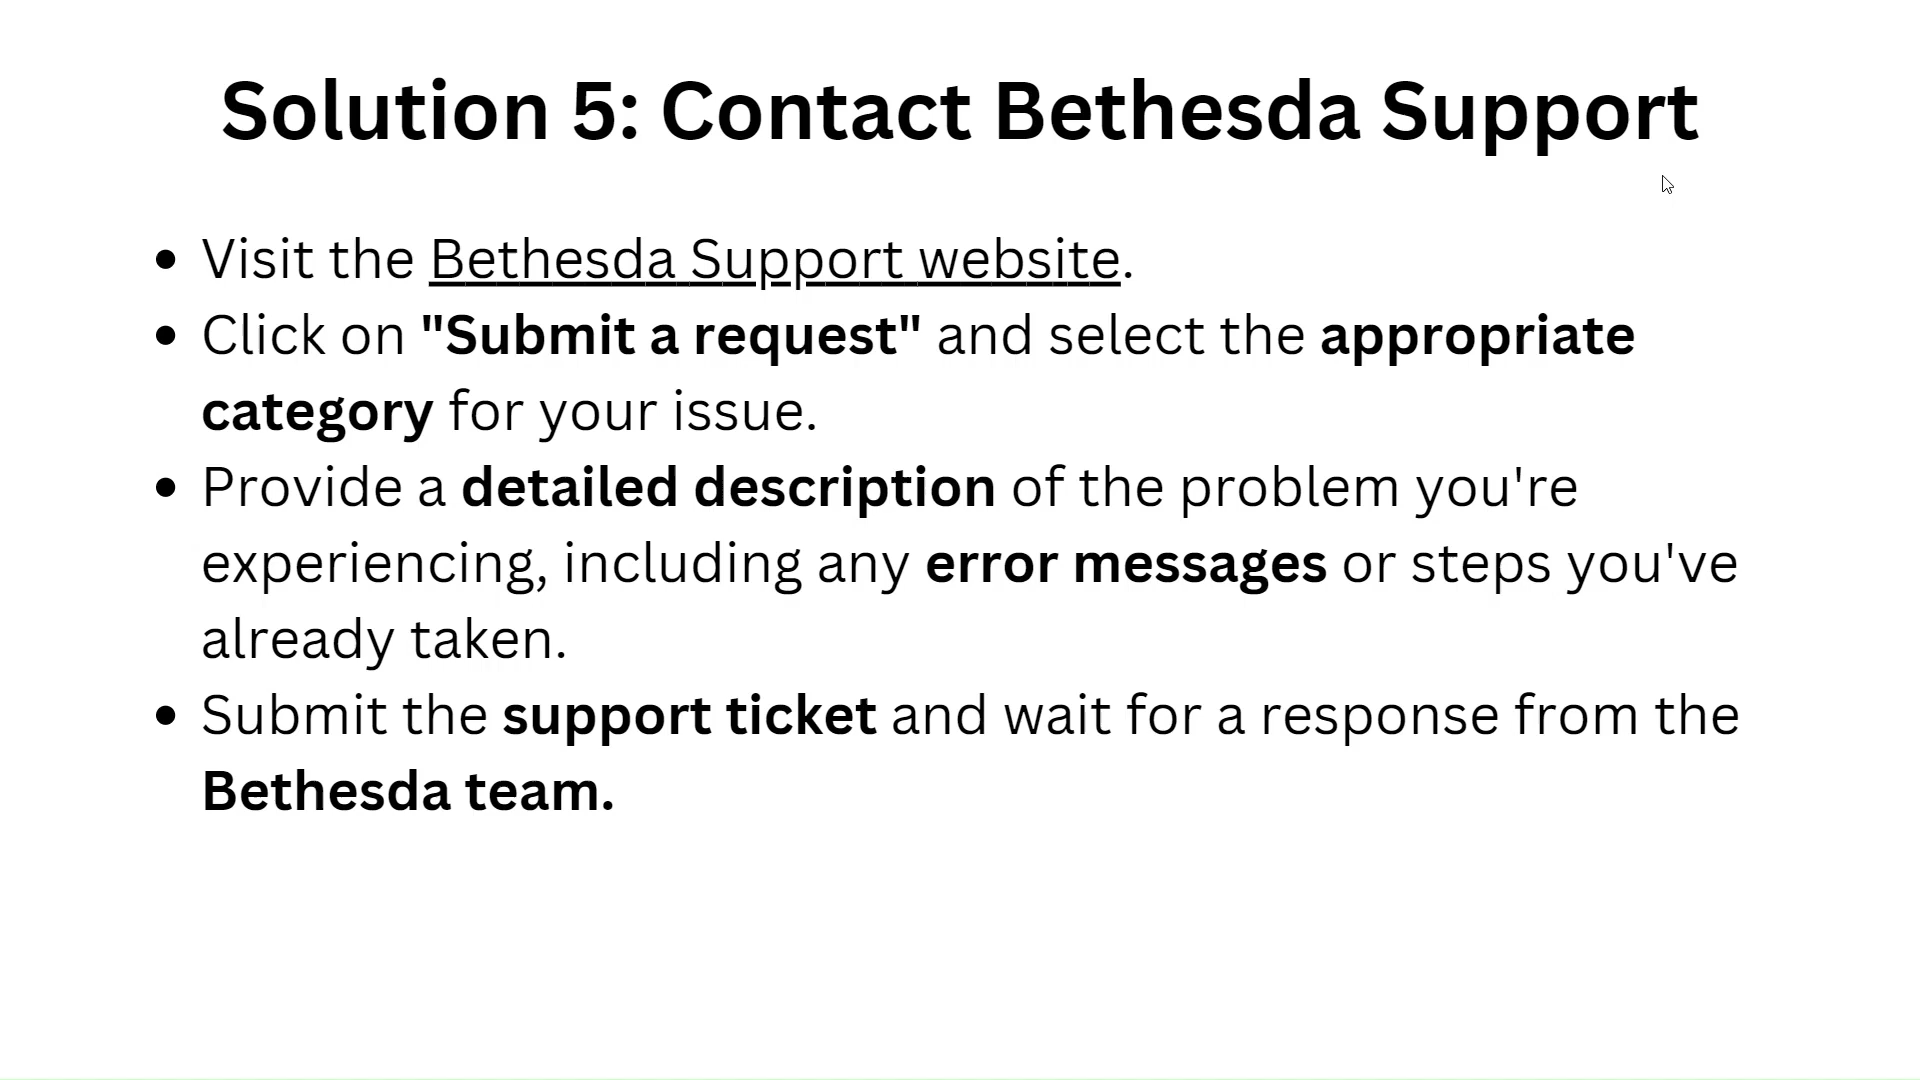 Solution 5: Contact Bethesda Support
• Visit the Bethesda Support website.
• Click on "Submit a request" and select the appropriate
category for your issue.
• Provide a detailed description of the problem you're
experiencing, including any error messages or steps you've
already taken.
• Submit the support ticket and wait for a response from the
Bethesda team.